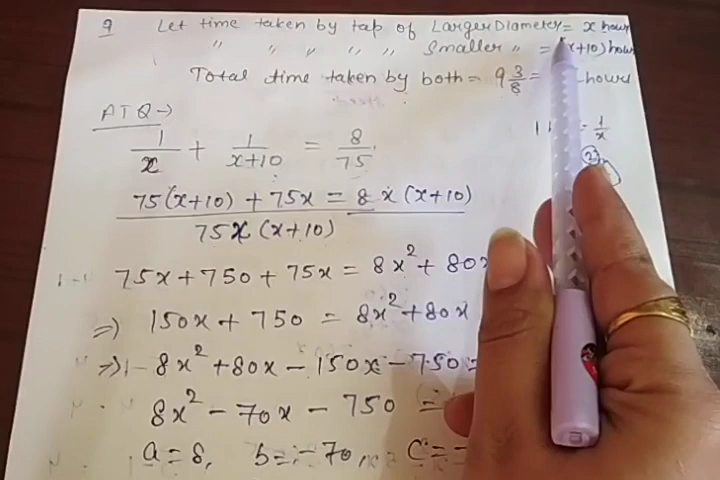 9 Let time taken by tap of Larger Diameter = x hours
" " " " " Smaller " = (x+10) hou
Total time taken by both = 9 3/8 = hours
ATQ →
1/x + 1/(x+10) = 8/75
= 1/x
75(x+10) + 75x = 8x(x+10)
75x(x+10)
75x + 750 + 75x = 8x² + 80x
⇒ 150x + 750 = 8x² + 80x
⇒ 8x² + 80x - 150x - 750 =
8x² - 70x - 750 =
a = 8, b = -70, c = -